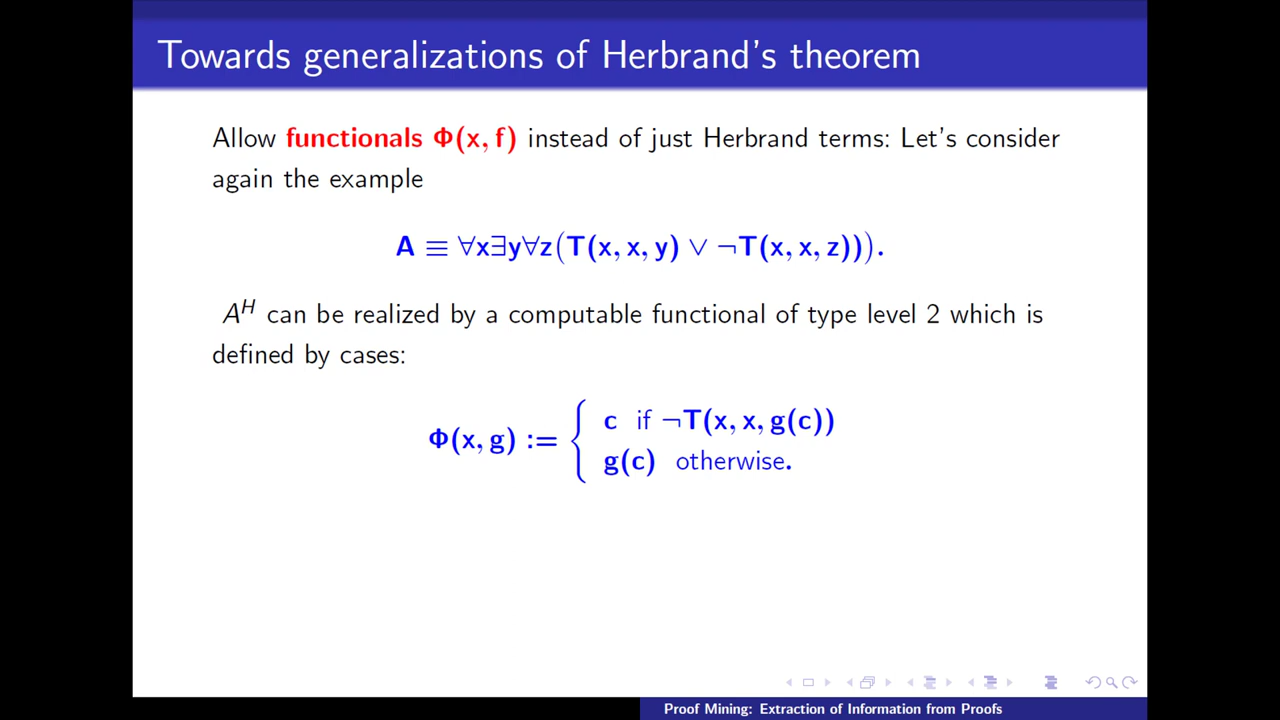 Towards generalizations of Herbrand's theorem
Allow functionals Φ(x, f) instead of just Herbrand terms: Let's consider
again the example
A ≡ ∀x∃y∀z(T(x, x, y) ∨ ¬T(x, x, z)).
A^H can be realized by a computable functional of type level 2 which is
defined by cases:
Φ(x, g) := { c if ¬T(x, x, g(c))
g(c) otherwise.
Proof Mining: Extraction of Information from Proofs